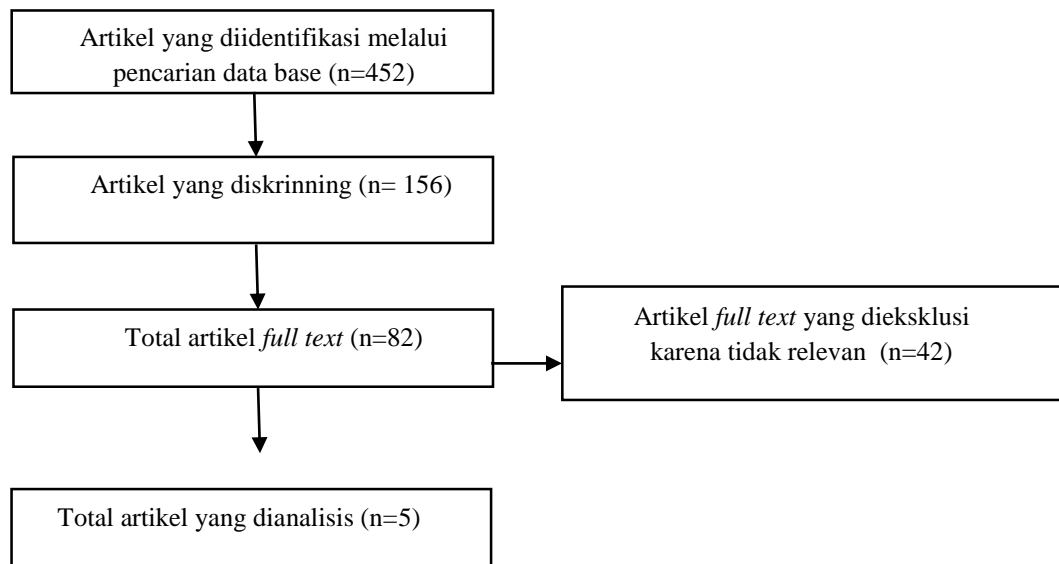 Artikel yang diidentifikasi melalui
pencarian data base (n=452)
Artikel yang diskrinning (n= 156)
Total artikel full text (n=82)
Artikel full text yang dieksklusi
karena tidak relevan (n=42)
Total artikel yang dianalisis (n=5)